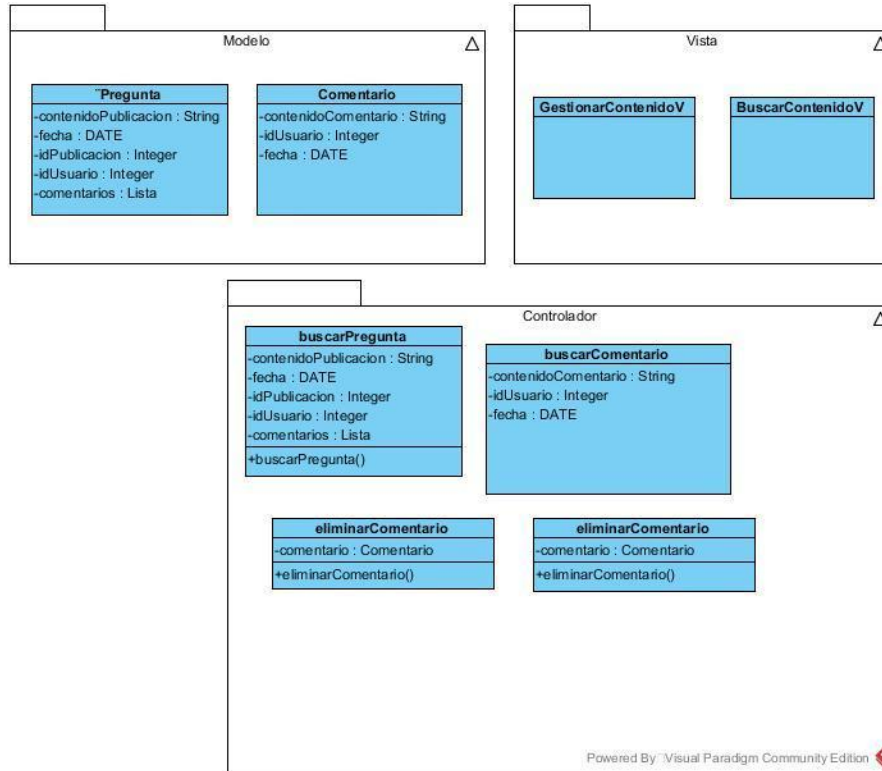 Modelo
¨Pregunta
-contenidoPublicacion : String
-fecha : DATE
-idPublicacion : Integer
-idUsuario : Integer
-comentarios : Lista
Comentario
-contenidoComentario : String
-idUsuario : Integer
-fecha : DATE
Vista
GestionarContenidoV
BuscarContenidoV
Controlador
buscarPregunta
-contenidoPublicacion : String
-fecha : DATE
-idPublicacion : Integer
-idUsuario : Integer
-comentarios : Lista
+buscarPregunta()
buscarComentario
-contenidoComentario : String
-idUsuario : Integer
-fecha : DATE
eliminarComentario
-comentario : Comentario
+eliminarComentario()
eliminarComentario
-comentario : Comentario
+eliminarComentario()
Powered By ¨Visual Paradigm Community Edition